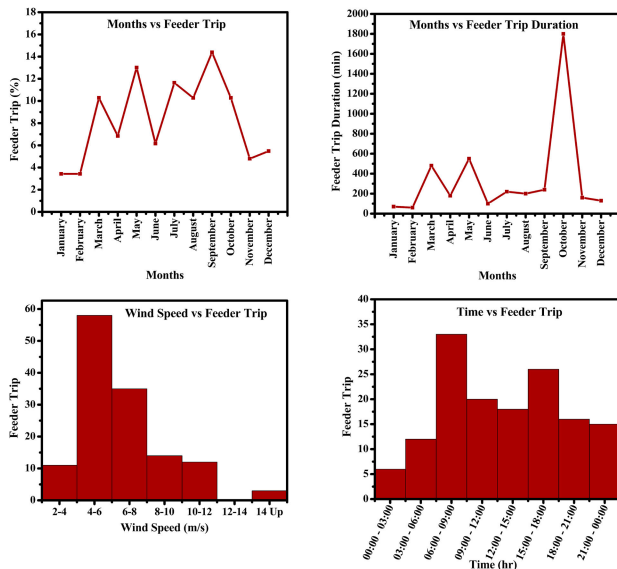 Months vs Feeder Trip
Feeder Trip (%)
18
16
14
12
10
8
6
4
2
0
January
February
March
April
May
June
July
August
September
October
November
December
Months
Months vs Feeder Trip Duration
Feeder Trip Duration (min)
2000
1800
1600
1400
1200
1000
800
600
400
200
0
January
February
March
April
May
June
July
August
September
October
November
December
Months
Wind Speed vs Feeder Trip
Feeder Trip
60
50
40
30
20
10
0
2-4
4-6
6-8
8-10
10-12
12-14
14 Up
Wind Speed (m/s)
Time vs Feeder Trip
Feeder Trip
40
35
30
25
20
15
10
5
0
00:00 - 03:00
03:00 - 06:00
06:00 - 09:00
09:00 - 12:00
12:00 - 15:00
15:00 - 18:00
18:00 - 21:00
21:00 - 00:00
Time (hr)